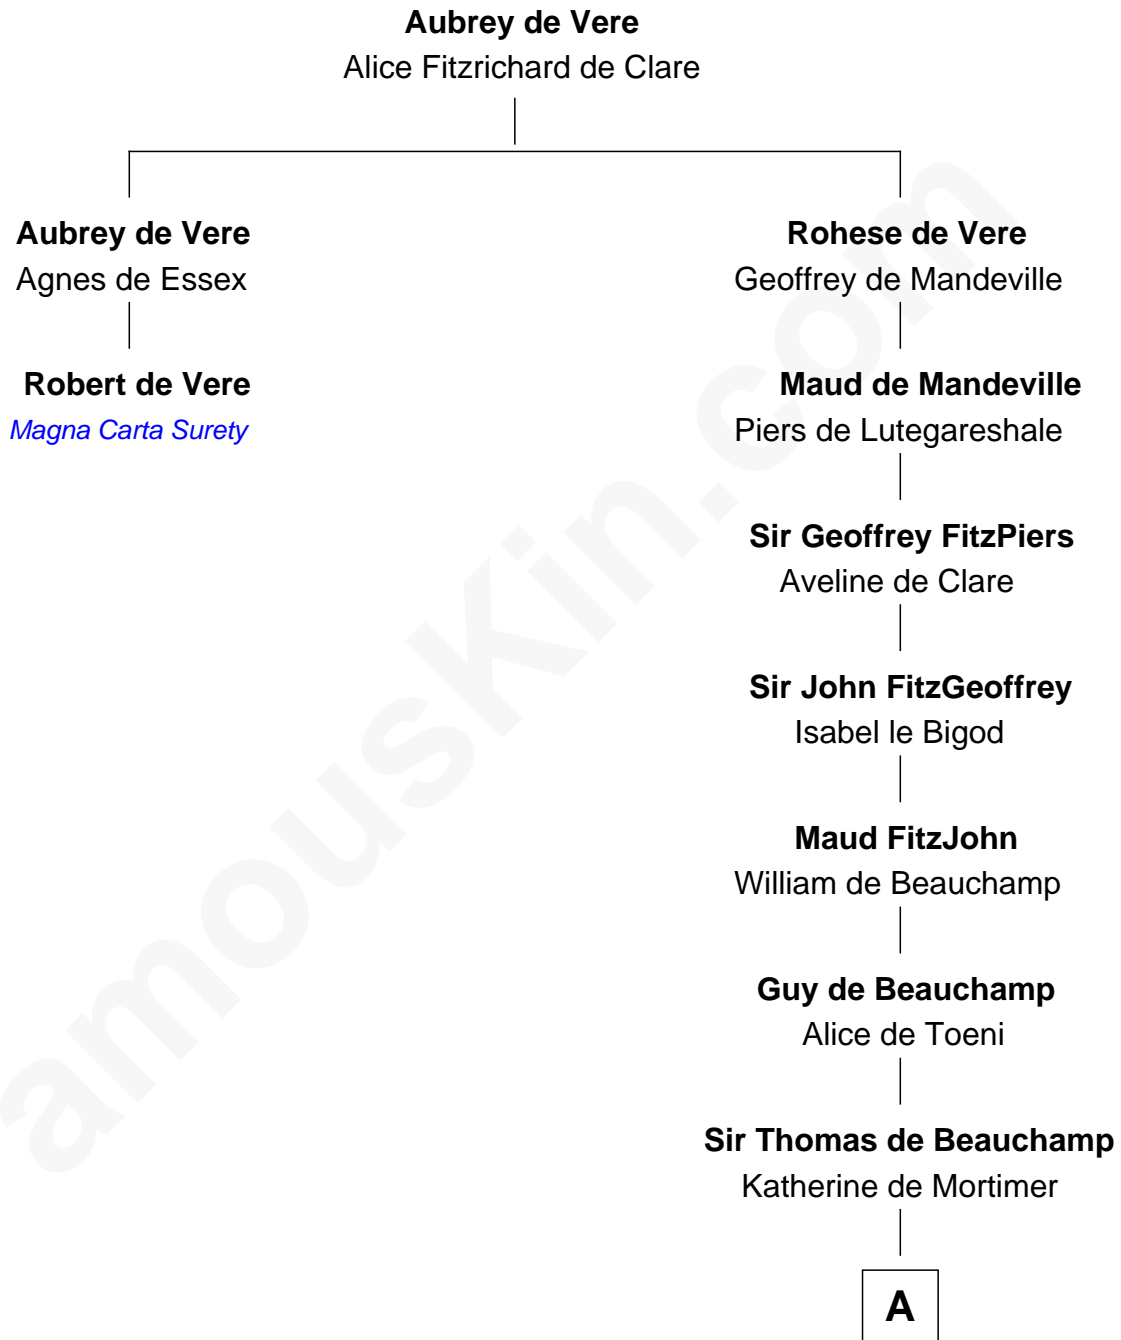 Aubrey de Vere
Alice Fitzrichard de Clare
Aubrey de Vere
Agnes de Essex
Rohese de Vere
Geoffrey de Mandeville
Robert de Vere
Magna Carta Surety
Maud de Mandeville
Piers de Lutegareshale
Sir Geoffrey FitzPiers
Aveline de Clare
Sir John FitzGeoffrey
Isabel le Bigod
Maud FitzJohn
William de Beauchamp
Guy de Beauchamp
Alice de Toeni
Sir Thomas de Beauchamp
Katherine de Mortimer
A
amouskin.com